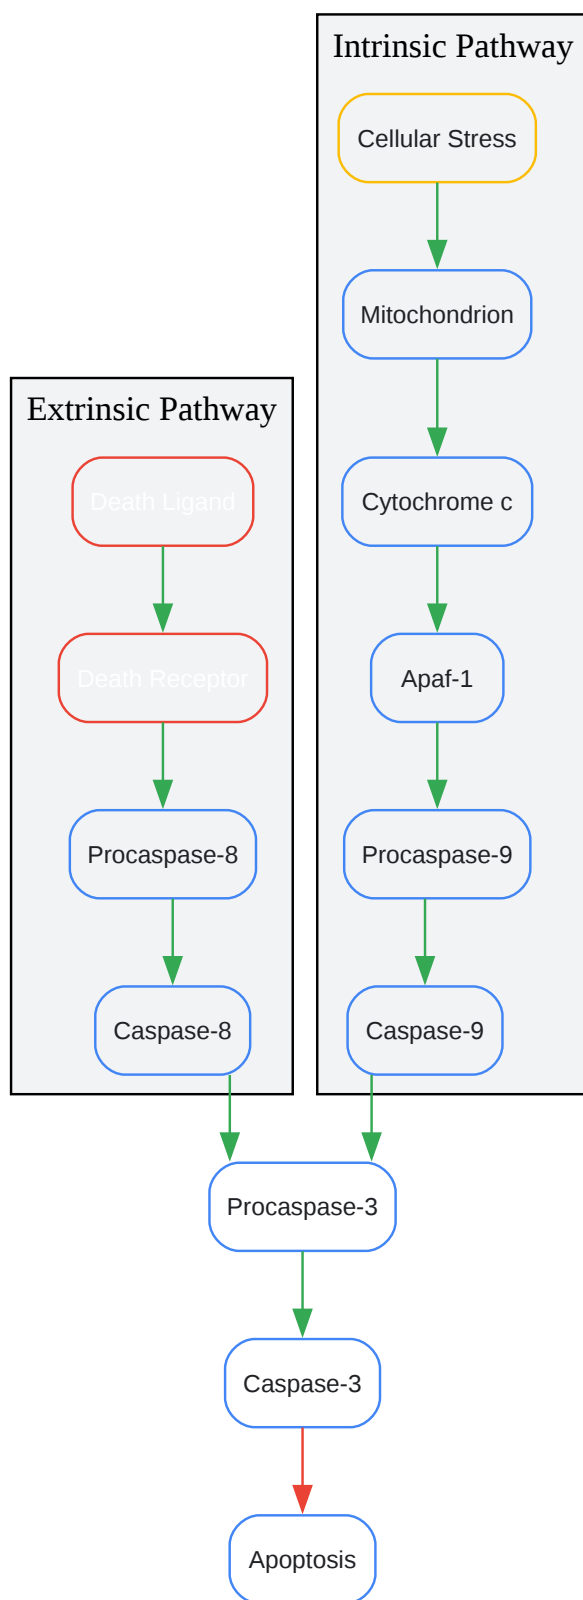 Intrinsic Pathway
Cellular Stress
Mitochondrion
Cytochrome c
Apaf-1
Procaspase-9
Caspase-9
Extrinsic Pathway
Death Ligand
Death Receptor
Procaspase-8
Caspase-8
Procaspase-3
Caspase-3
Apoptosis